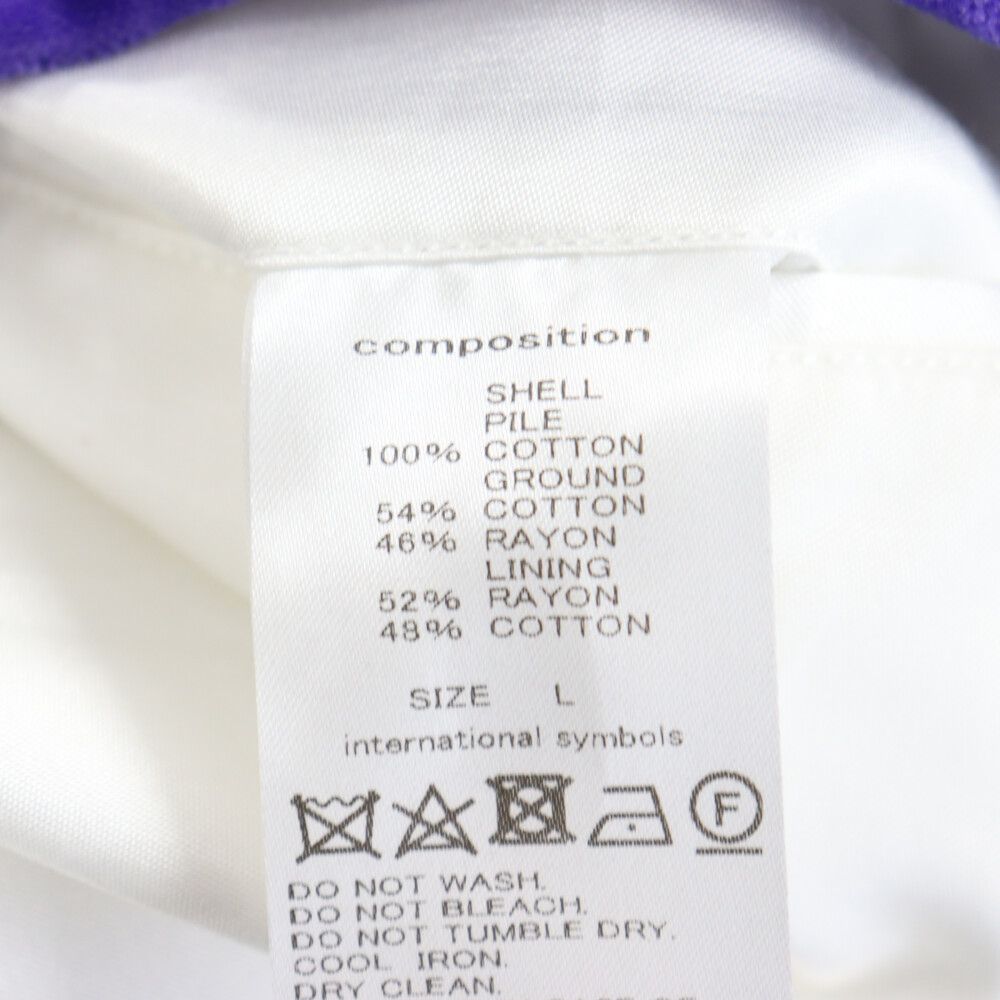 composition
SHELL
PILE
100% COTTON
GROUND
54% COTTON
46% RAYON
LINING
52% RAYON
48% COTTON
SIZE L
international symbols
F
DO NOT WASH.
DO NOT BLEACH.
DO NOT TUMBLE DRY.
COOL IRON.
DRY CLEAN.